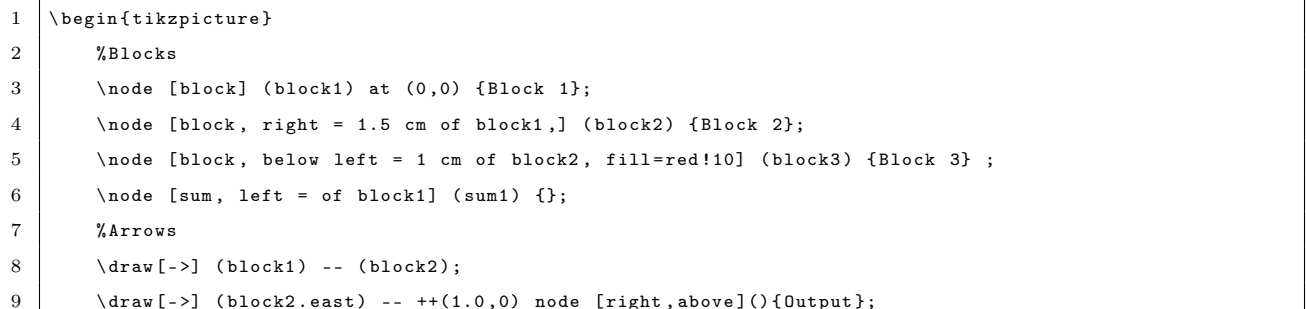 1 \begin{tikzpicture}
2     %Blocks
3     \node [block] (block1) at (0,0) {Block 1};
4     \node [block, right = 1.5 cm of block1,] (block2) {Block 2};
5     \node [block, below left = 1 cm of block2, fill=red!10] (block3) {Block 3} ;
6     \node [sum, left = of block1] (sum1) {};
7     %Arrows
8     \draw[->] (block1) -- (block2);
9     \draw[->] (block2.east) -- ++(1.0,0) node [right,above](){Output};